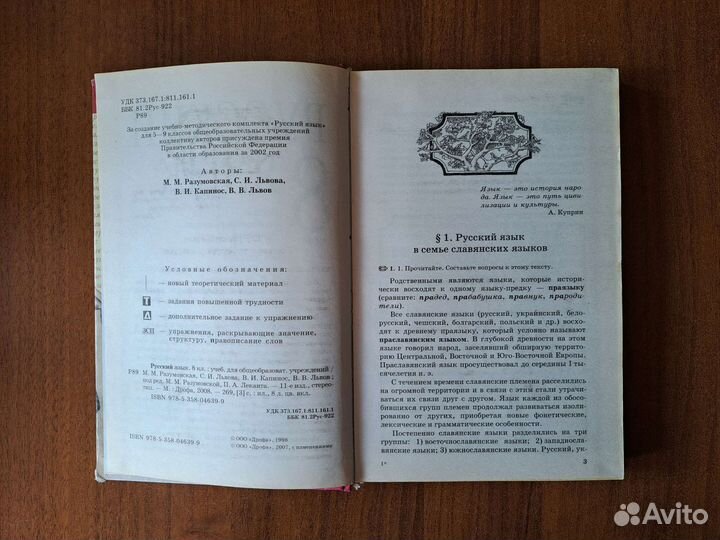 УДК 373.167.1:811.161.1
ББК 81.2Рус-922
Р89
За создание учебно-методического комплекта «Русский язык»
для 5—9 классов общеобразовательных учреждений
коллективу авторов присуждена премия
Правительства Российской Федерации
в области образования за 2002 год
Авторы:
М. М. Разумовская, С. И. Львова,
В. И. Капинос, В. В. Львов
Условные обозначения:
— новый теоретический материал
Т — задания повышенной трудности
Д — дополнительное задание к упражнению
ЗСП — упражнения, раскрывающие значение,
структуру, правописание слов
Русский язык. 8 кл. : учеб. для общеобразоват. учреждений /
Р89 М. М. Разумовская, С. И. Львова, В. И. Капинос, В. В. Львов ;
под ред. М. М. Разумовской, П. А. Леканта. — 11-е изд., стерео-
тип. — М. : Дрофа, 2008. — 269, [3] с. : ил., 8 л. цв. вкл.
ISBN 978-5-358-04639-9
УДК 373.167.1:811.161.1
ББК 81.2Рус-922
ISBN 978-5-358-04639-9
© ООО «Дрофа», 1998
© ООО «Дрофа», 2007, с изменениями
Язык — это история наро-
да. Язык — это путь циви-
лизации и культуры.
А. Куприн
§ 1. Русский язык
в семье славянских языков
1. 1. Прочитайте. Составьте вопросы к этому тексту.
Родственными являются языки, которые истори-
чески восходят к одному языку-предку — праязыку
(сравните: прадед, прабабушка, правнук, прароди-
тели).
Все славянские языки (русский, украинский, бело-
русский, чешский, болгарский, польский и др.) восхо-
дят к древнему праязыку, который условно называют
праславянским языком. В глубокой древности на этом
языке говорил народ, заселявший обширную террито-
рию Центральной, Восточной и Юго-Восточной Европы.
Праславянский язык просуществовал до середины I ты-
сячелетия н. э.
С течением времени славянские племена расселились
на огромной территории и в связи с этим стали утрачи-
ваться их связи друг с другом. Язык каждой из обосо-
бившихся групп племен продолжал развиваться изоли-
рованно от других, приобретая новые фонетические,
лексические и грамматические особенности.
Постепенно славянские языки разделились на три
группы: 1) восточнославянские языки; 2) западносла-
вянские языки; 3) южнославянские языки. Русский, ук-
1*
3
Avito